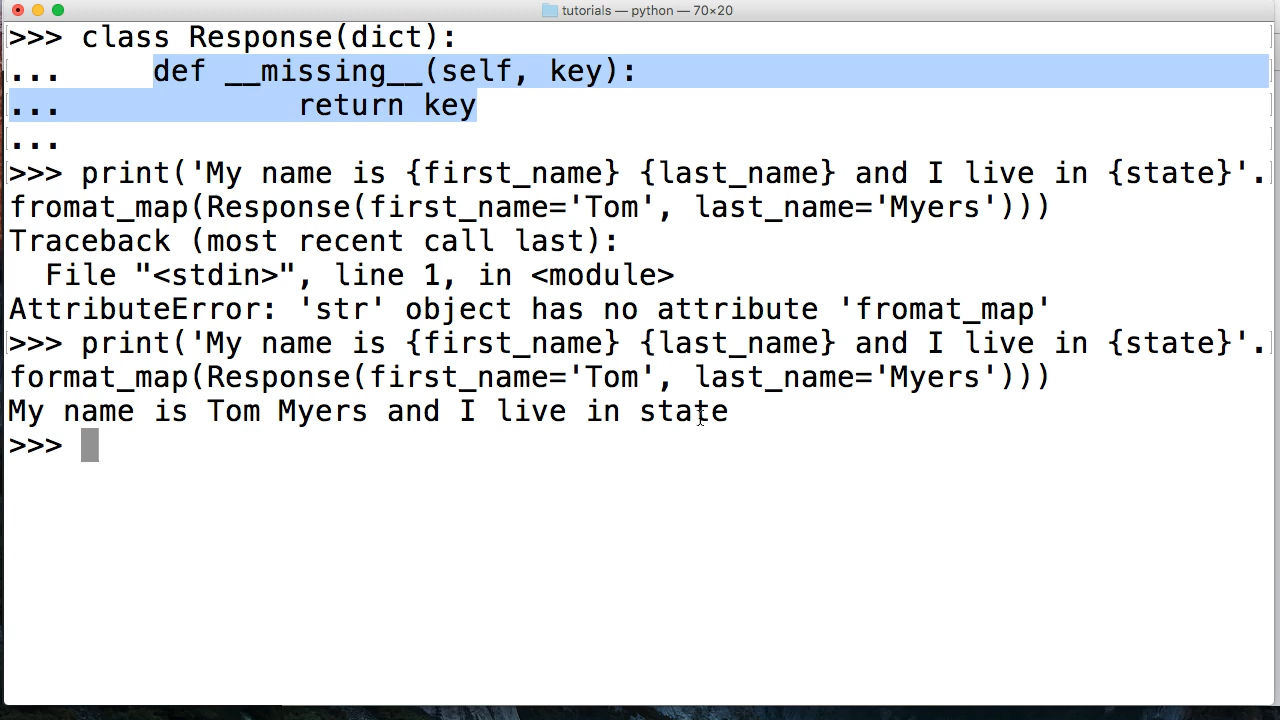 tutorials — python — 70×20
>>> class Response(dict):
...     def __missing__(self, key):
...             return key
...
>>> print('My name is {first_name} {last_name} and I live in {state}'.
fromat_map(Response(first_name='Tom', last_name='Myers')))
Traceback (most recent call last):
  File "<stdin>", line 1, in <module>
AttributeError: 'str' object has no attribute 'fromat_map'
>>> print('My name is {first_name} {last_name} and I live in {state}'.
format_map(Response(first_name='Tom', last_name='Myers')))
My name is Tom Myers and I live in state
>>>